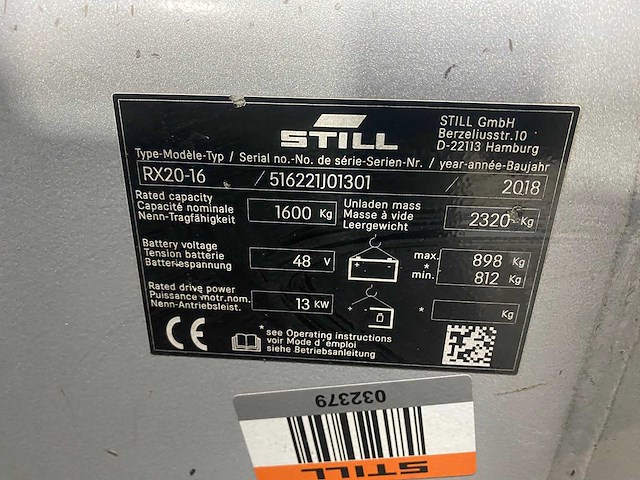 STILL
STILL GmbH
Berzeliusstr.10
D-22113 Hamburg
Type-Modèle-Typ / Serial no.-No. de série-Serien-Nr. / year-année-Baujahr
RX20-16 / 516221J01301 / 2018
Rated capacity
Capacité nominale
Nenn-Tragfähigkeit
1600 Kg
Unladen mass
Masse à vide
Leergewicht
2320 Kg
Battery voltage
Tension batterie
Batteriespannung
48 V
max. 898 Kg
*
min. 812 Kg
Rated drive power
Puissance motr.nom.
Nenn-Antriebsleist.
13 KW
* Kg
CE
* see Operating instructions
voir Mode d'emploi
siehe Betriebsanleitung
032379
STILL